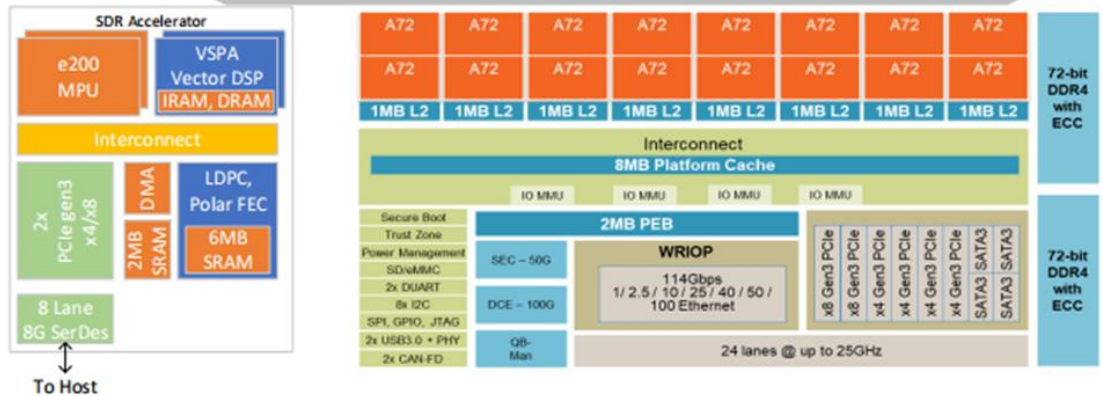 SDR Accelerator
e200
MPU
VSPA
Vector DSP
IRAM, DRAM
Interconnect
2x
PCIe gen3
x4/x8
DMA
2MB
SRAM
LDPC,
Polar FEC
6MB
SRAM
8 Lane
8G SerDes
To Host
A72 A72 A72 A72 A72 A72 A72 A72
A72 A72 A72 A72 A72 A72 A72 A72
1MB L2 1MB L2 1MB L2 1MB L2 1MB L2 1MB L2 1MB L2 1MB L2
Interconnect
8MB Platform Cache
IO MMU IO MMU IO MMU IO MMU
Secure Boot
Trust Zone
Power Management
SD/eMMC
2x DUART
8x I2C
SPI, GPIO, JTAG
2x USB3.0 + PHY
2x CAN-FD
2MB PEB
SEC – 50G
DCE – 100G
QB-
Man
WRIOP
114Gbps
1/ 2.5 / 10 / 25 / 40 / 50 /
100 Ethernet
x8 Gen3 PCIe
x8 Gen3 PCIe
x4 Gen3 PCIe
x4 Gen3 PCIe
x4 Gen3 PCIe
x4 Gen3 PCIe
SATA3 SATA3
SATA3 SATA3
24 lanes @ up to 25GHz
72-bit
DDR4
with
ECC
72-bit
DDR4
with
ECC